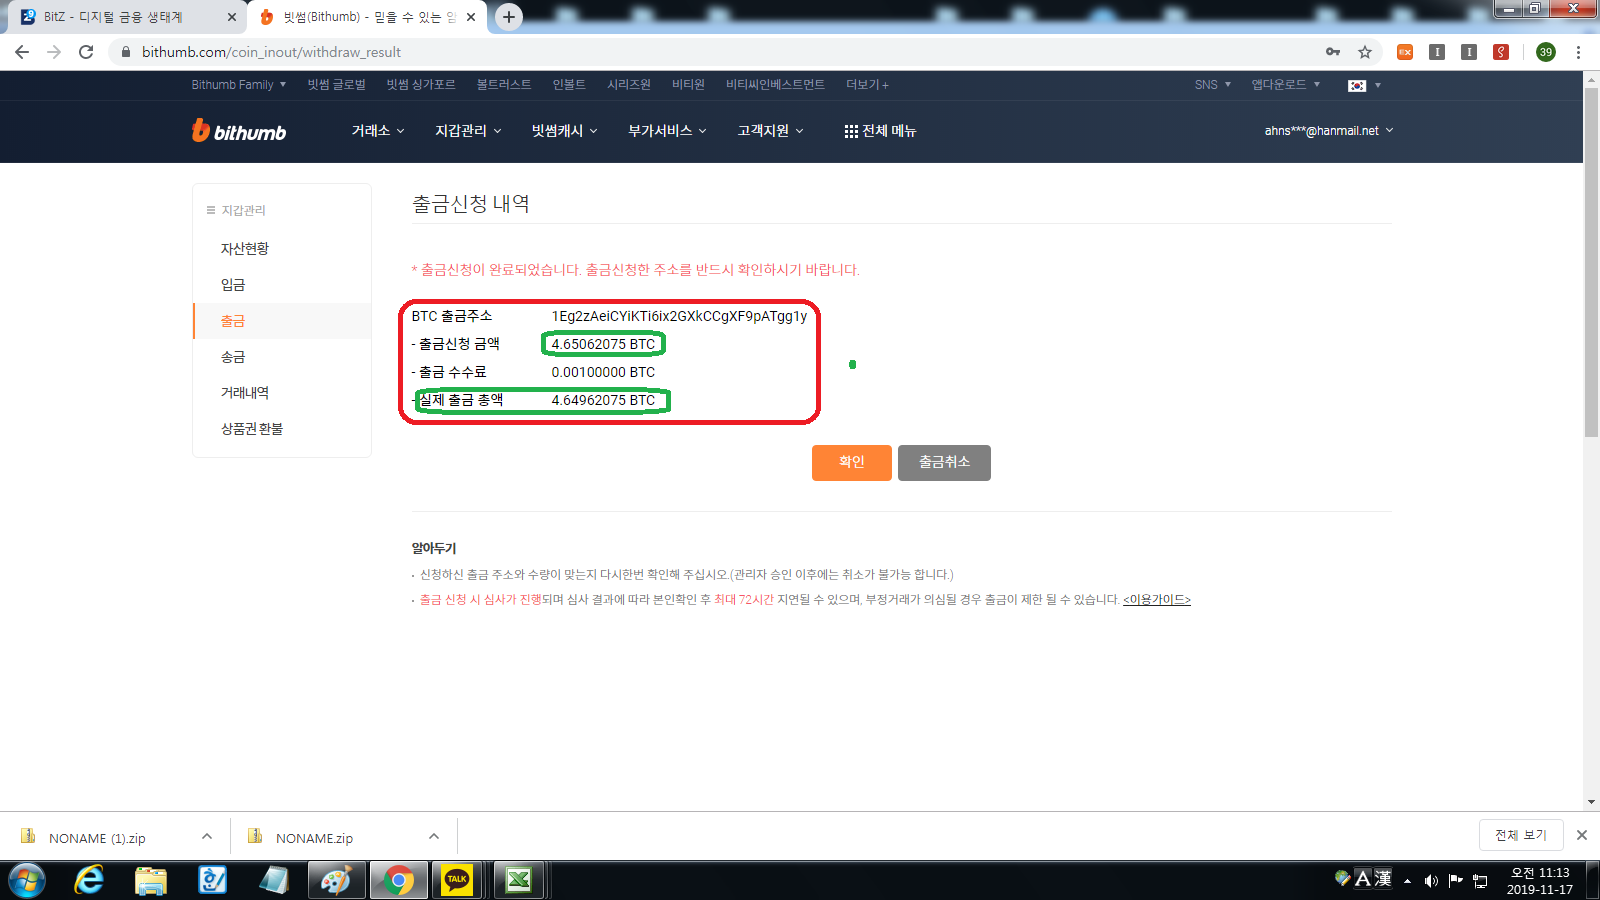 BitZ - 디지털 금융 생태계
빗썸(Bithumb) - 믿을 수 있는 암
bithumb.com/coin_inout/withdraw_result
39
Bithumb Family 빗썸 글로벌 빗썸 싱가포르 볼트러스트 인볼트 시리즈원 비티원 비티씨인베스트먼트 더보기 +
SNS 앱다운로드
bithumb
거래소 지갑관리 빗썸캐시 부가서비스 고객지원 전체 메뉴
ahns***@hanmail.net
지갑관리
자산현황
입금
출금
송금
거래내역
상품권 환불
출금신청 내역
* 출금신청이 완료되었습니다. 출금신청한 주소를 반드시 확인하시기 바랍니다.
BTC 출금주소 1Eg2zAeiCYiKTi6ix2GXkCCgXF9pATgg1y
- 출금신청 금액 4.65062075 BTC
- 출금 수수료 0.00100000 BTC
- 실제 출금 총액 4.64962075 BTC
확인 출금취소
알아두기
· 신청하신 출금 주소와 수량이 맞는지 다시한번 확인해 주십시오.(관리자 승인 이후에는 취소가 불가능 합니다.)
· 출금 신청 시 심사가 진행되며 심사 결과에 따라 본인확인 후 최대 72시간 지연될 수 있으며, 부정거래가 의심될 경우 출금이 제한 될 수 있습니다. <이용가이드>
NONAME (1).zip
NONAME.zip
전체 보기
TALK
A 漢
오전 11:13
2019-11-17